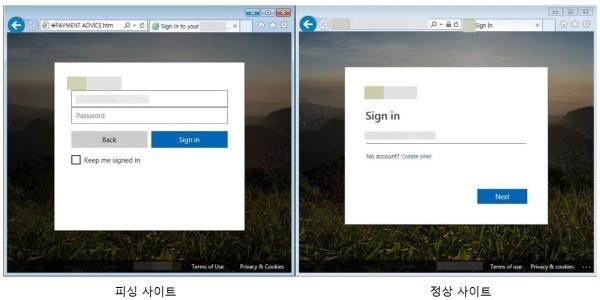 #PAYMENT ADVICE.htm
Sign in to your
Password
Back
Sign in
Keep me signed in
Terms of Use
Privacy & Cookies
피싱 사이트
Sign In
Sign in
No account? Create one!
Next
Terms of use
Privacy & cookies
...
정상 사이트